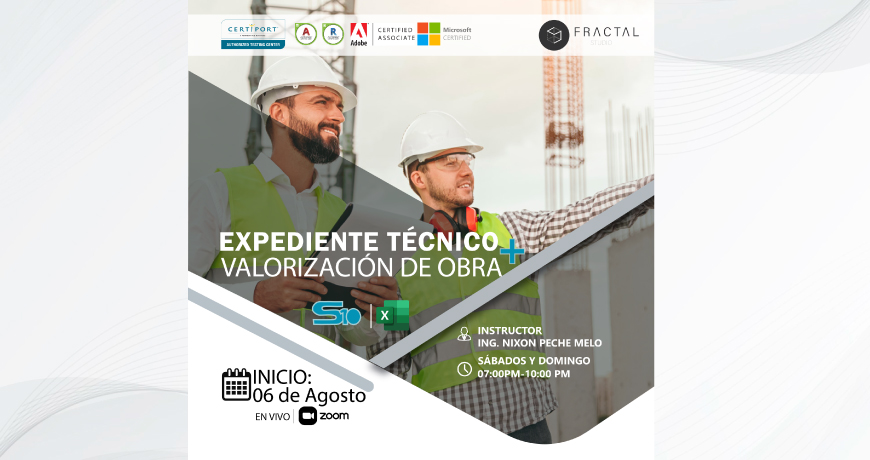 CERTIPORT
AUTHORIZED TESTING CENTER
A
R
Adobe
CERTIFIED
ASSOCIATE
Microsoft
CERTIFIED
FRACTAL
STUDIO
EXPEDIENTE TÉCNICO +
VALORIZACIÓN DE OBRA
S10
X
INSTRUCTOR
ING. NIXON PECHE MELO
SÁBADOS Y DOMINGO
07:00PM-10:00 PM
INICIO:
06 de Agosto
EN VIVO
zoom